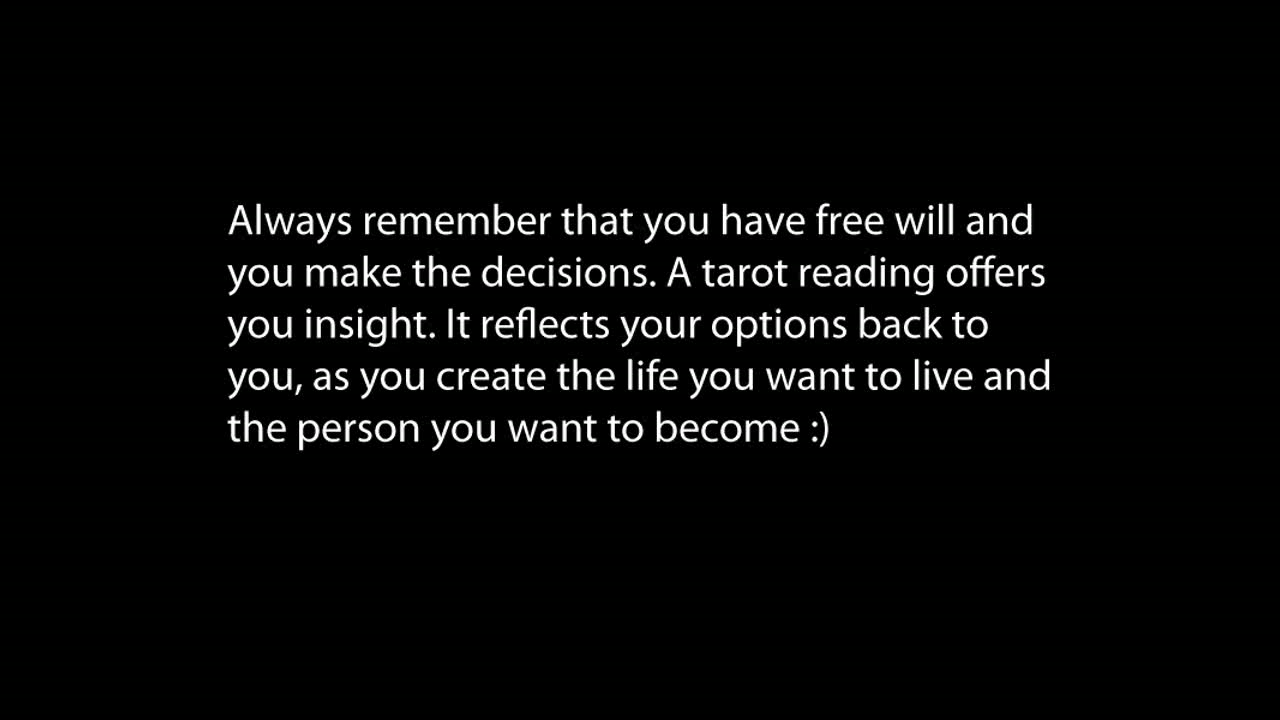 Always remember that you have free will and
you make the decisions. A tarot reading offers
you insight. It reflects your options back to
you, as you create the life you want to live and
the person you want to become :)